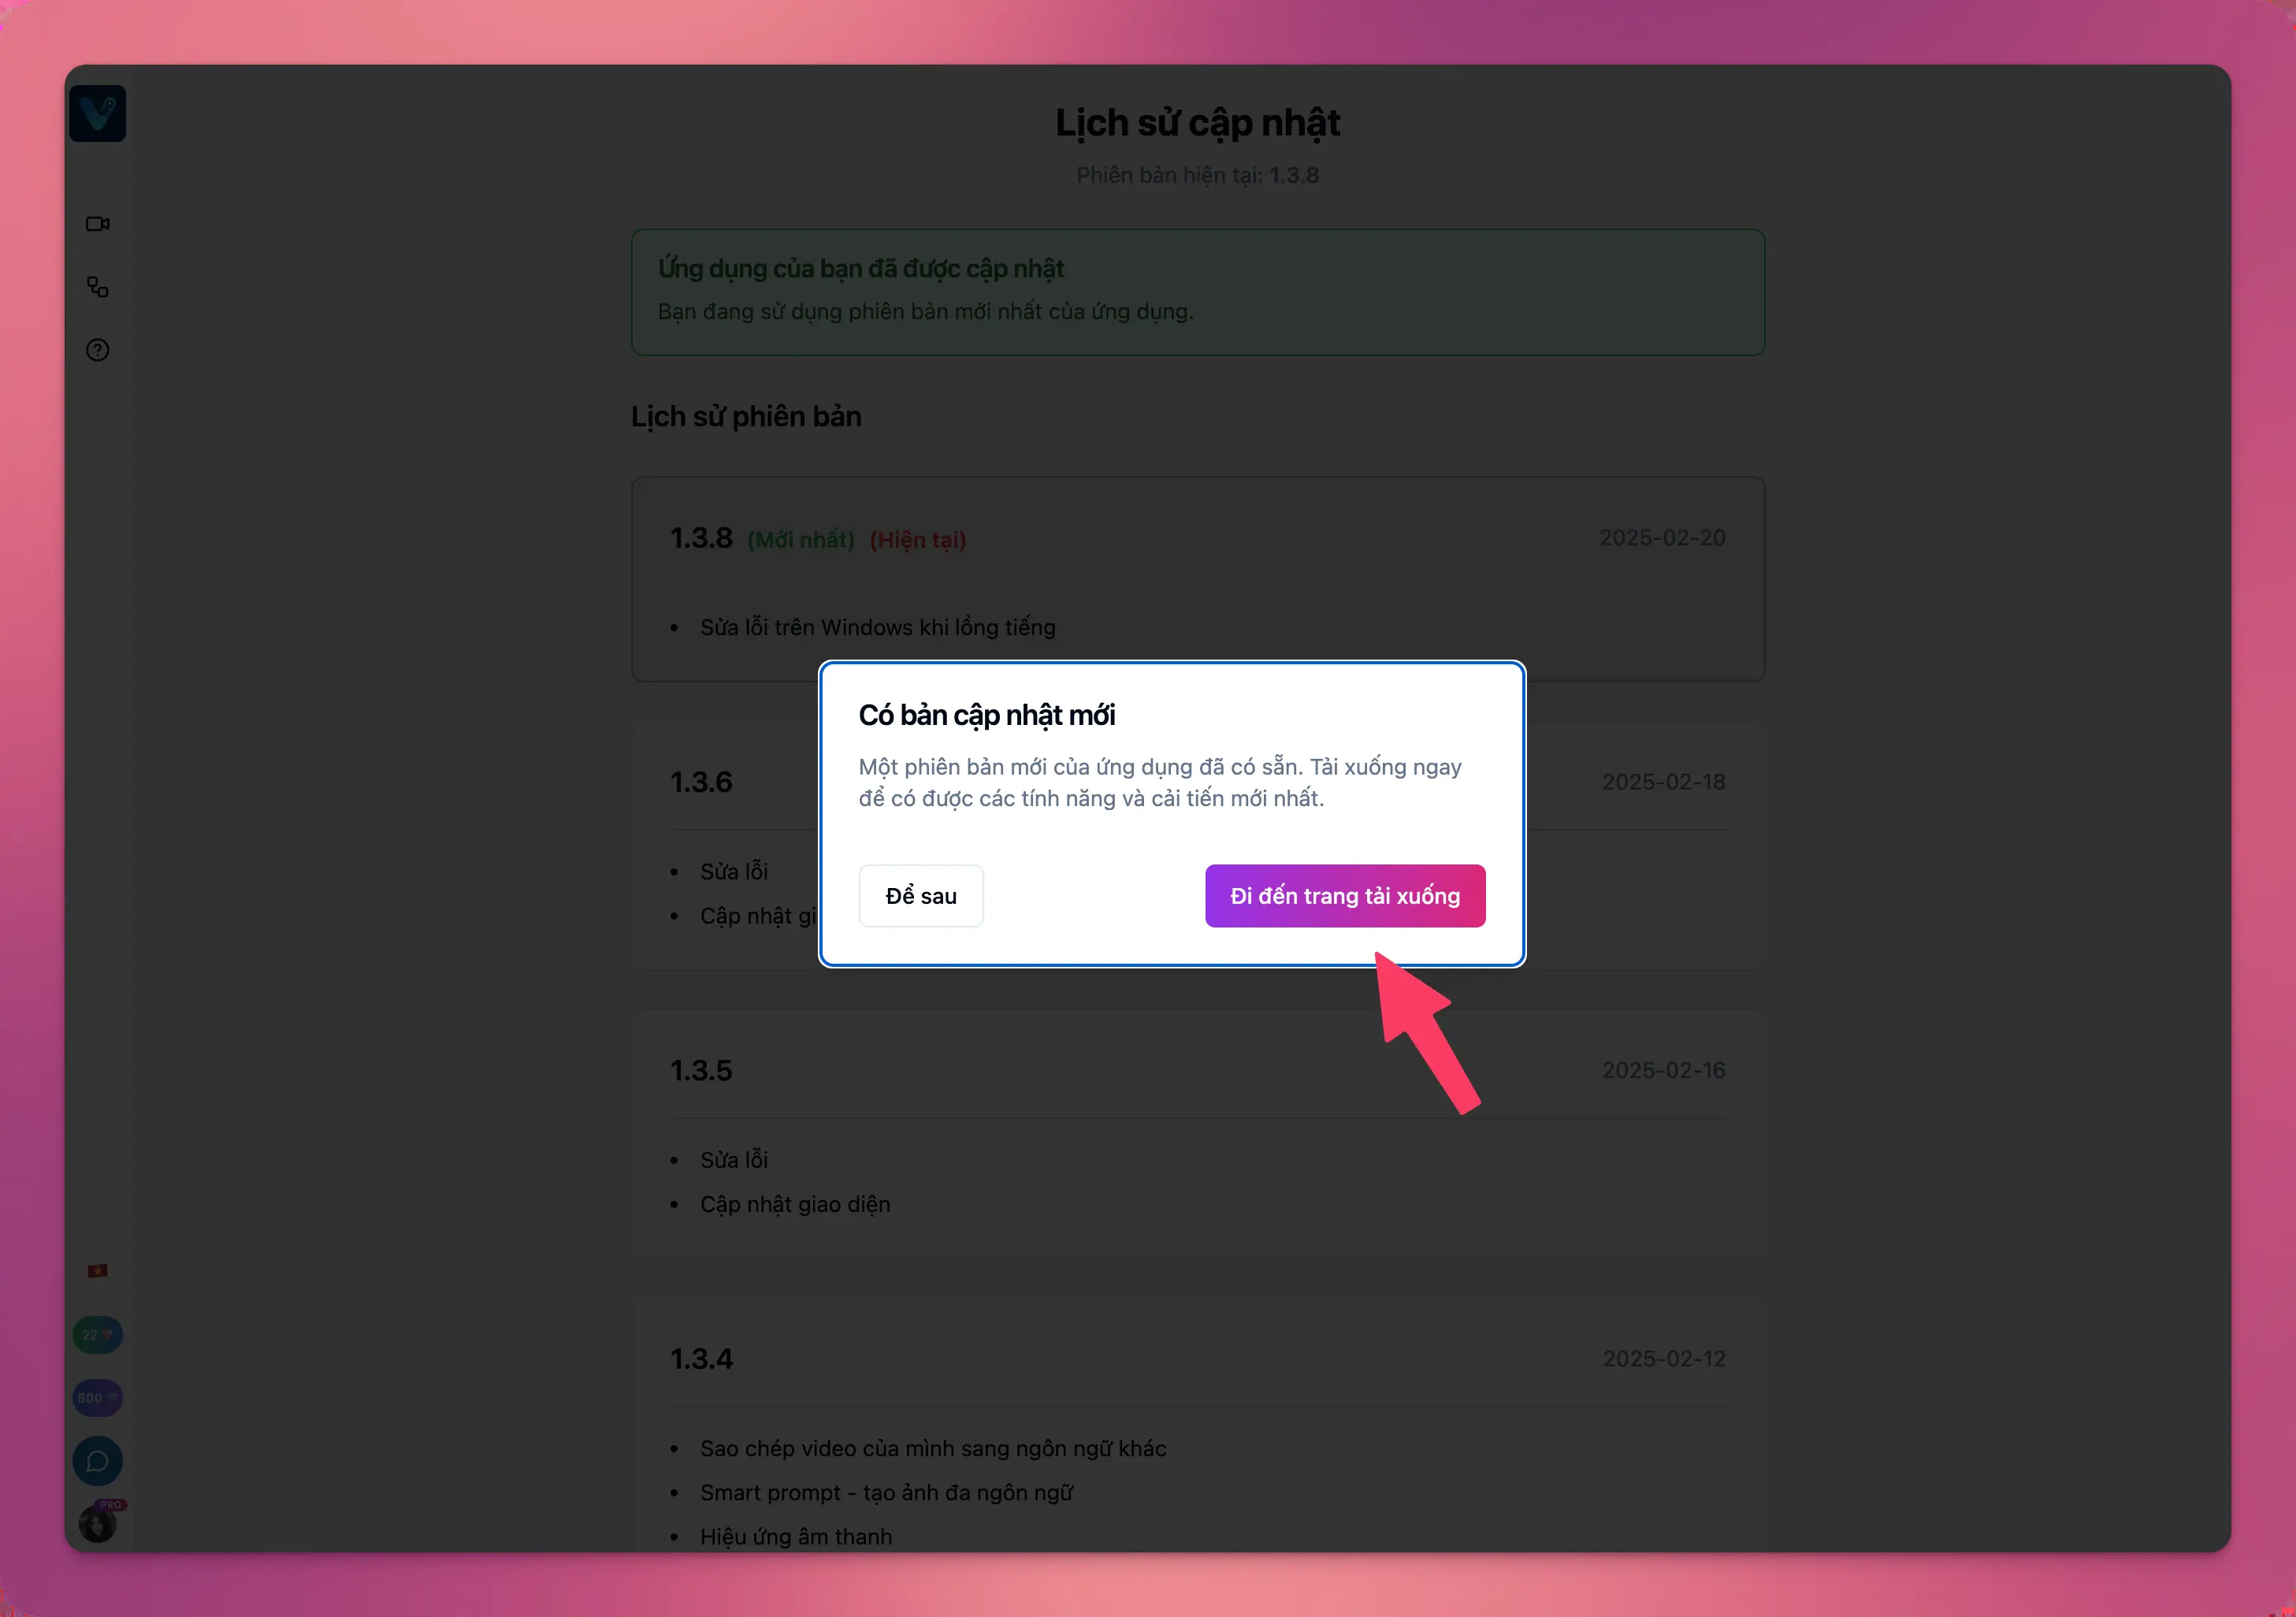 Lịch sử cập nhật
Phiên bản hiện tại: 1.3.8
Ứng dụng của bạn đã được cập nhật
Bạn đang sử dụng phiên bản mới nhất của ứng dụng.
Lịch sử phiên bản
1.3.8 (Mới nhất) (Hiện tại) 2025-02-20
Sửa lỗi trên Windows khi lồng tiếng
Có bản cập nhật mới
Một phiên bản mới của ứng dụng đã có sẵn. Tải xuống ngay
để có được các tính năng và cải tiến mới nhất.
Để sau
Đi đến trang tải xuống
1.3.6 2025-02-18
Sửa lỗi
Cập nhật gi
1.3.5 2025-02-16
Sửa lỗi
Cập nhật giao diện
1.3.4 2025-02-12
Sao chép video của mình sang ngôn ngữ khác
Smart prompt - tạo ảnh đa ngôn ngữ
Hiệu ứng âm thanh
22
600
PRO